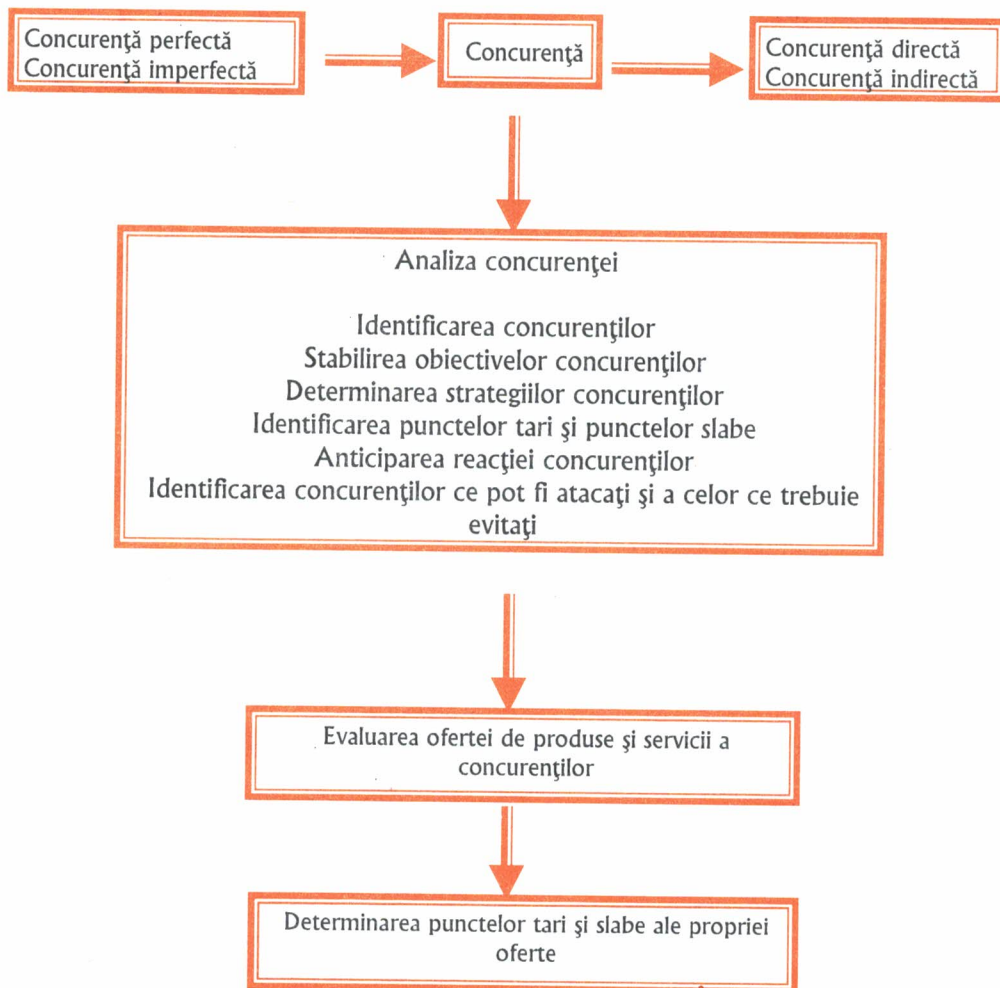 Concurenţă perfectă
Concurenţă imperfectă
Concurenţă
Concurenţă directă
Concurenţă indirectă
Analiza concurenţei
Identificarea concurenţilor
Stabilirea obiectivelor concurenţilor
Determinarea strategiilor concurenţilor
Identificarea punctelor tari şi punctelor slabe
Anticiparea reacţiei concurenţilor
Identificarea concurenţilor ce pot fi atacaţi şi a celor ce trebuie
evitaţi
Evaluarea ofertei de produse şi servicii a
concurenţilor
Determinarea punctelor tari şi slabe ale propriei
oferte